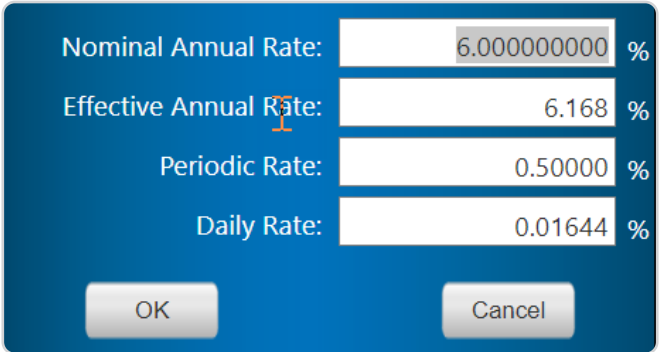 Nominal Annual Rate: 6.000000000 %
Effective Annual Rate: 6.168 %
Periodic Rate: 0.50000 %
Daily Rate: 0.01644 %
OK Cancel